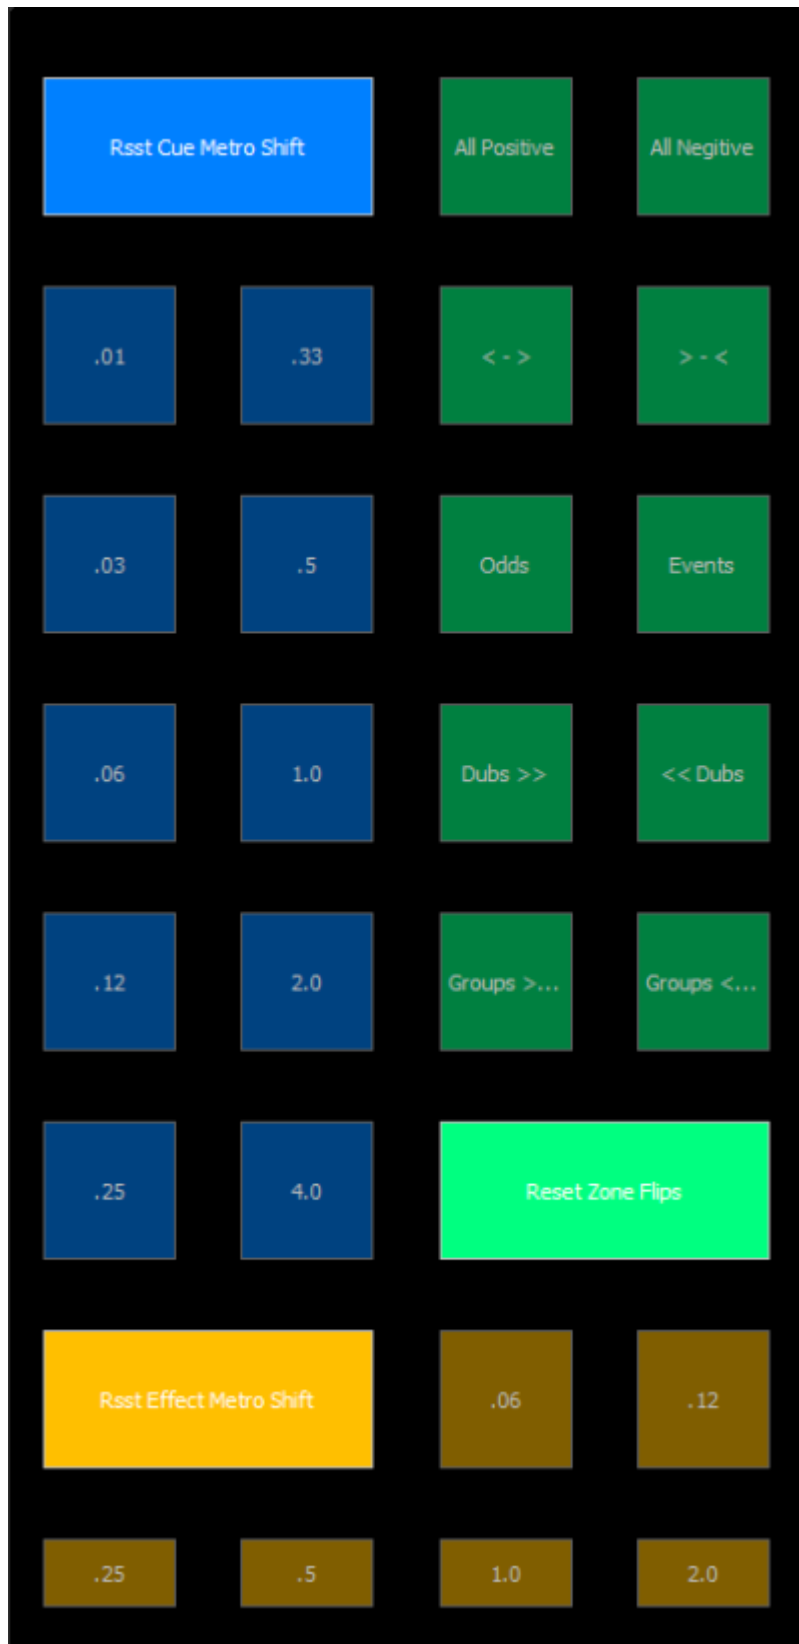 Rsst Cue Metro Shift All Positive All Negitive
.01 .33 < - > > - <
.03 .5 Odds Events
.06 1.0 Dubs >> << Dubs
.12 2.0 Groups >... Groups <...
.25 4.0 Reset Zone Flips
Rsst Effect Metro Shift .06 .12
.25 .5 1.0 2.0